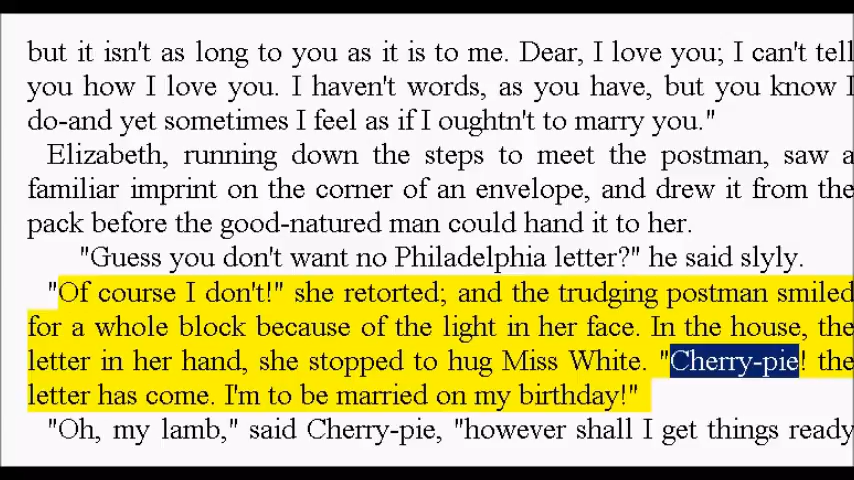 but it isn't as long to you as it is to me. Dear, I love you; I can't tell
you how I love you. I haven't words, as you have, but you know I
do-and yet sometimes I feel as if I oughtn't to marry you."
Elizabeth, running down the steps to meet the postman, saw a
familiar imprint on the corner of an envelope, and drew it from the
pack before the good-natured man could hand it to her.
"Guess you don't want no Philadelphia letter?" he said slyly.
"Of course I don't!" she retorted; and the trudging postman smiled
for a whole block because of the light in her face. In the house, the
letter in her hand, she stopped to hug Miss White. "Cherry-pie! the
letter has come. I'm to be married on my birthday!"
"Oh, my lamb," said Cherry-pie, "however shall I get things ready